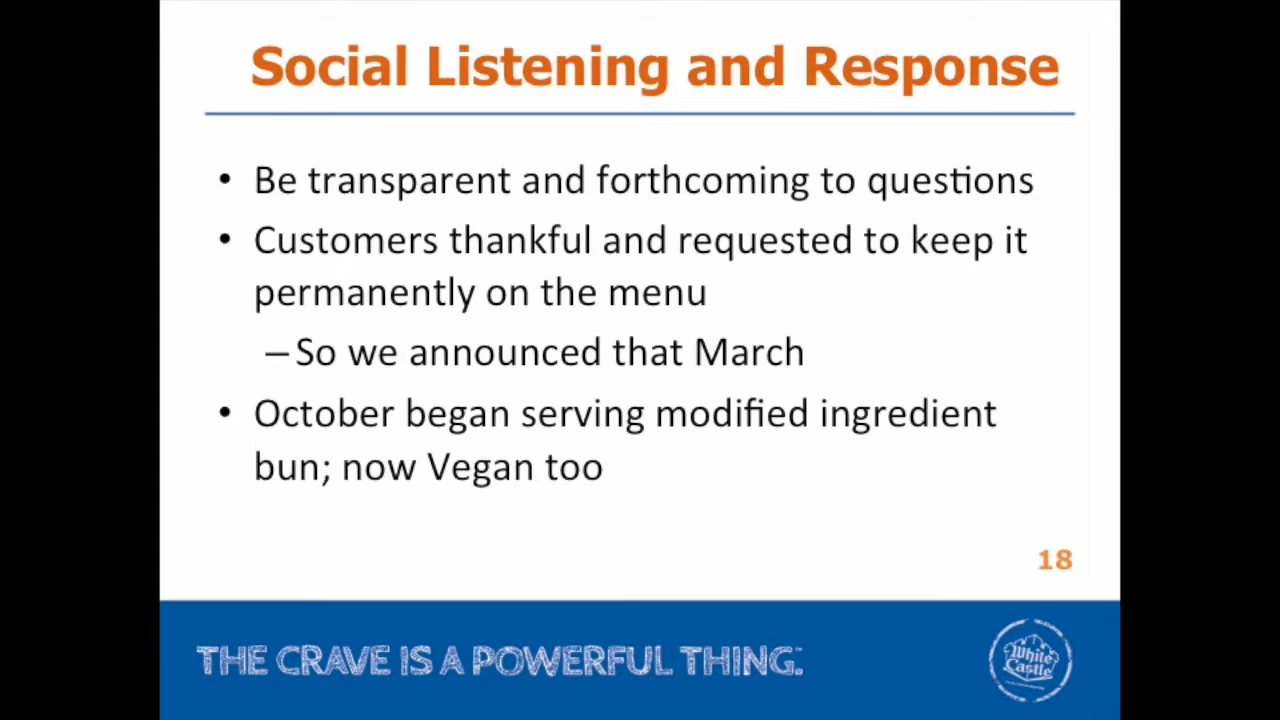 Social Listening and Response
• Be transparent and forthcoming to questions
• Customers thankful and requested to keep it
permanently on the menu
– So we announced that March
• October began serving modified ingredient
bun; now Vegan too
18
THE CRAVE IS A POWERFUL THING.
White
Castle